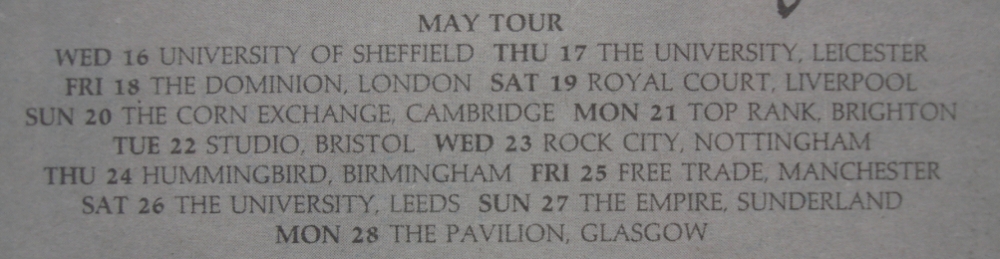 MAY TOUR
WED 16 UNIVERSITY OF SHEFFIELD THU 17 THE UNIVERSITY, LEICESTER
FRI 18 THE DOMINION, LONDON SAT 19 ROYAL COURT, LIVERPOOL
SUN 20 THE CORN EXCHANGE, CAMBRIDGE MON 21 TOP RANK, BRIGHTON
TUE 22 STUDIO, BRISTOL WED 23 ROCK CITY, NOTTINGHAM
THU 24 HUMMINGBIRD, BIRMINGHAM FRI 25 FREE TRADE, MANCHESTER
SAT 26 THE UNIVERSITY, LEEDS SUN 27 THE EMPIRE, SUNDERLAND
MON 28 THE PAVILION, GLASGOW